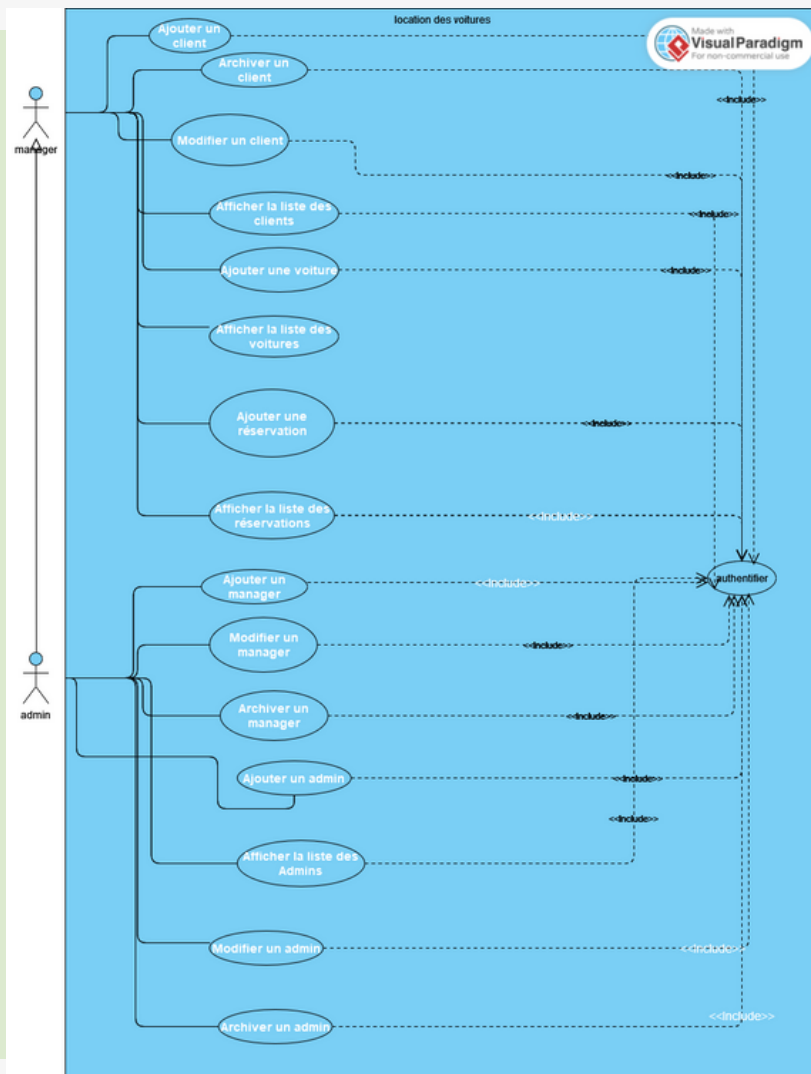 location des voitures
Made with
VisualParadigm
For non-commercial use
Ajouter un
client
Archiver un
client
<<Include>>
manager
Modifier un client
<<Include>>
Afficher la liste des
clients
<<Include>>
Ajouter une voiture
<<Include>>
Afficher la liste des
voitures
Ajouter une
réservation
<<Include>>
Afficher la liste des
réservations
<<Include>>
Ajouter un
manager
<<Include>>
authentifier
Modifier un
manager
<<Include>>
admin
Archiver un
manager
<<Include>>
Ajouter un admin
<<Include>>
<<Include>>
Afficher la liste des
Admins
Modifier un admin
<<Include>>
Archiver un admin
<<Include>>